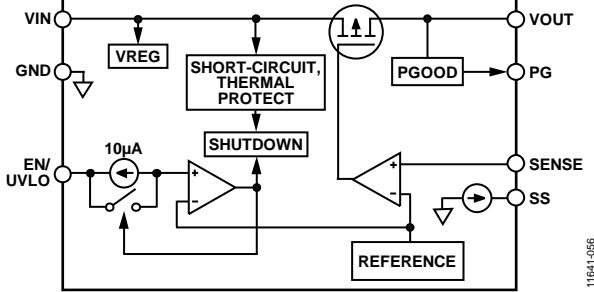 VIN
VOUT
VREG
GND
SHORT-CIRCUIT,
THERMAL
PROTECT
PGOOD
PG
SHUTDOWN
EN/
UVLO
10µA
+
−
+
−
SENSE
SS
REFERENCE
11641-056